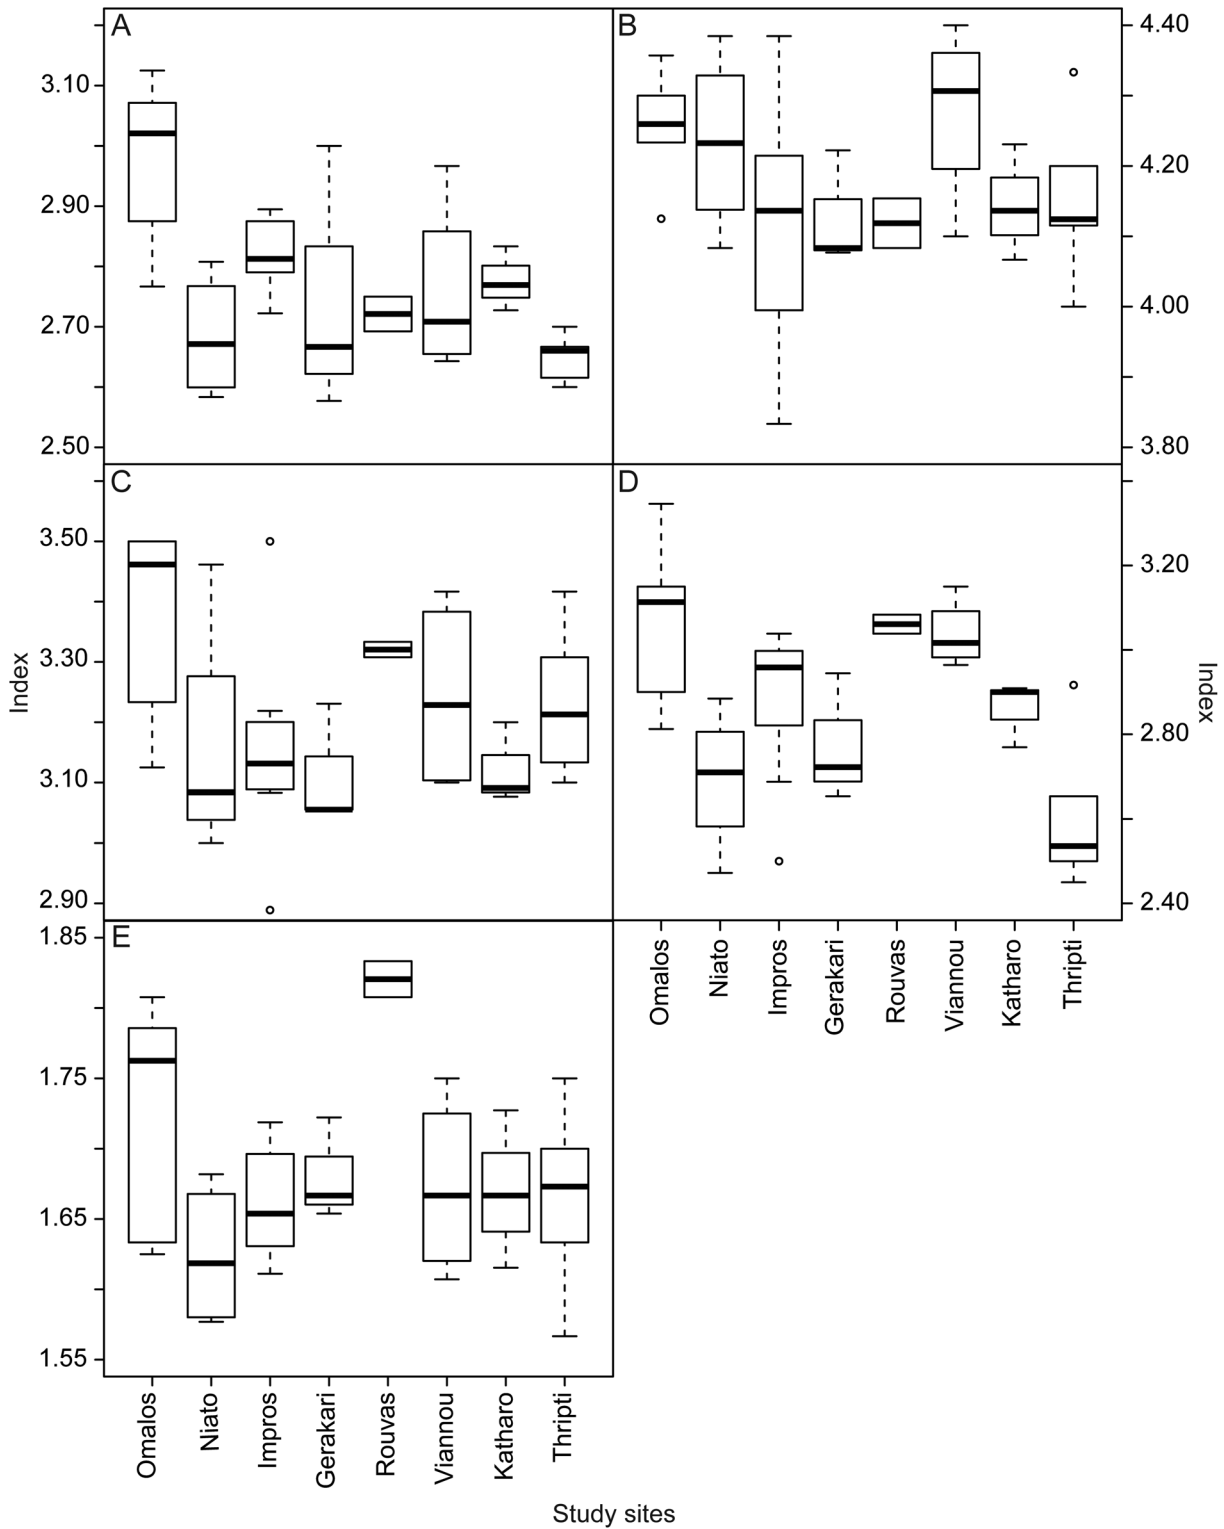 A
3.10
2.90
2.70
2.50
B
4.40
4.20
4.00
3.80
C
3.50
3.30
3.10
2.90
Index
D
3.20
2.80
2.40
Index
Omalos
Niato
Impros
Gerakari
Rouvas
Viannou
Katharo
Thripti
E
1.85
1.75
1.65
1.55
Omalos
Niato
Impros
Gerakari
Rouvas
Viannou
Katharo
Thripti
Study sites